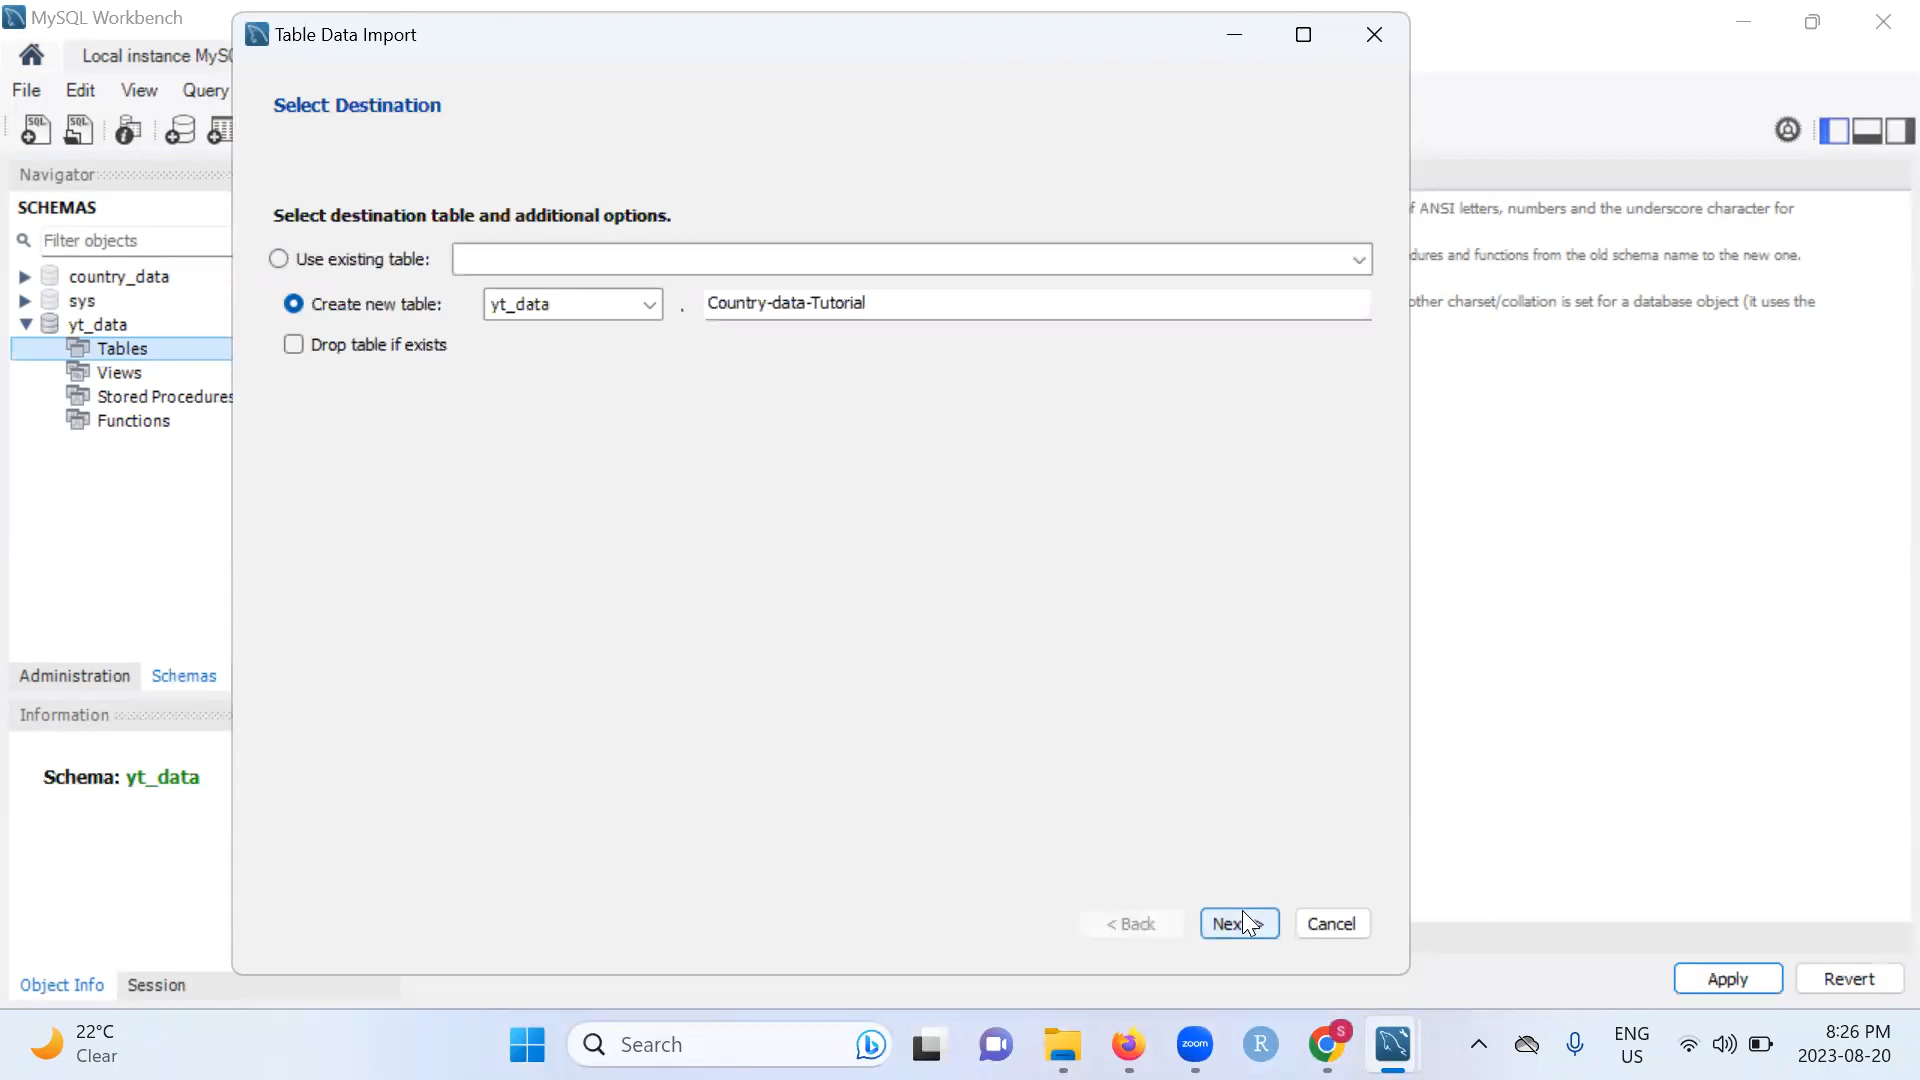 MySQL Workbench
Table Data Import
Local instance MySQ
File Edit View Query
Select Destination
Navigator
SCHEMAS
Filter objects
country_data
sys
yt_data
Tables
Views
Stored Procedures
Functions
Select destination table and additional options.
Use existing table:
Create new table: yt_data . Country-data-Tutorial
Drop table if exists
f ANSI letters, numbers and the underscore character for
dures and functions from the old schema name to the new one.
other charset/collation is set for a database object (it uses the
Administration Schemas
Information
Schema: yt_data
< Back Next > Cancel
Object Info Session
Apply Revert
22°C
Clear
Search
zoom
R
S
ENG
US
8:26 PM
2023-08-20